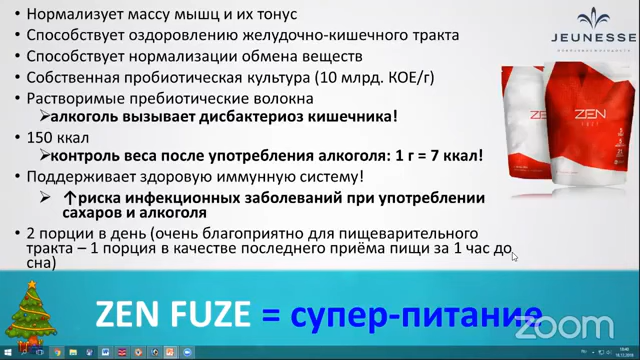 • Нормализует массу мышц и их тонус
• Способствует оздоровлению желудочно-кишечного тракта
• Способствует нормализации обмена веществ
• Собственная пробиотическая культура (10 млрд. КОЕ/г)
• Растворимые пребиотические волокна
➢алкоголь вызывает дисбактериоз кишечника!
• 150 ккал
➢контроль веса после употребления алкоголя: 1 г = 7 ккал!
• Поддерживает здоровую иммунную систему!
➢ ↑риска инфекционных заболеваний при употреблении
сахаров и алкоголя
• 2 порции в день (очень благоприятно для пищеварительного
тракта – 1 порция в качестве последнего приёма пищи за 1 час до
сна)
JEUNESSE
ZEN
ZEN
FUZE
ZEN FUZE = супер-питание
zoom